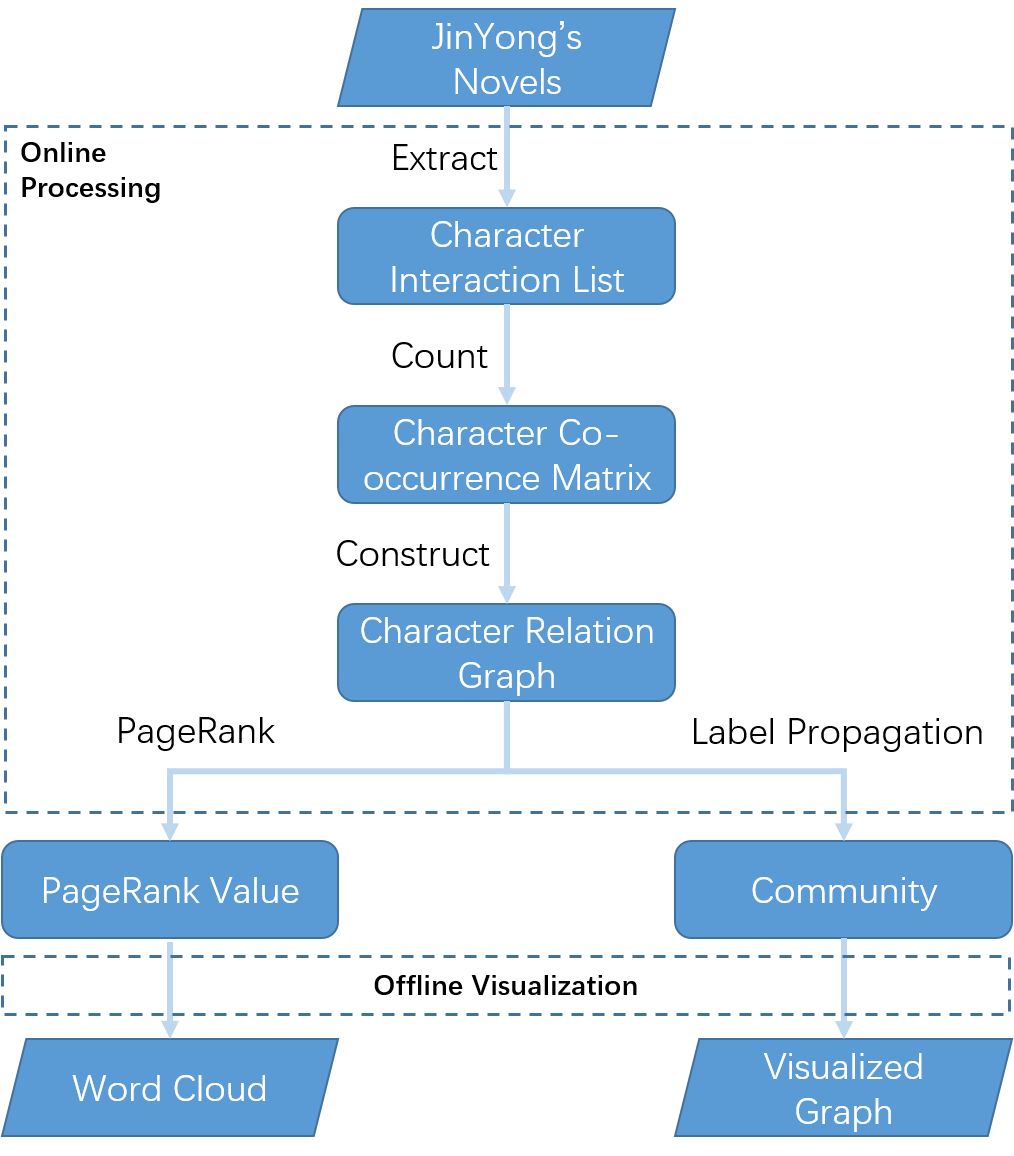 JinYong’s
Novels
Online
Processing
Extract
Character
Interaction List
Count
Character Co-
occurrence Matrix
Construct
Character Relation
Graph
PageRank
Label Propagation
PageRank Value
Community
Offline Visualization
Word Cloud
Visualized
Graph